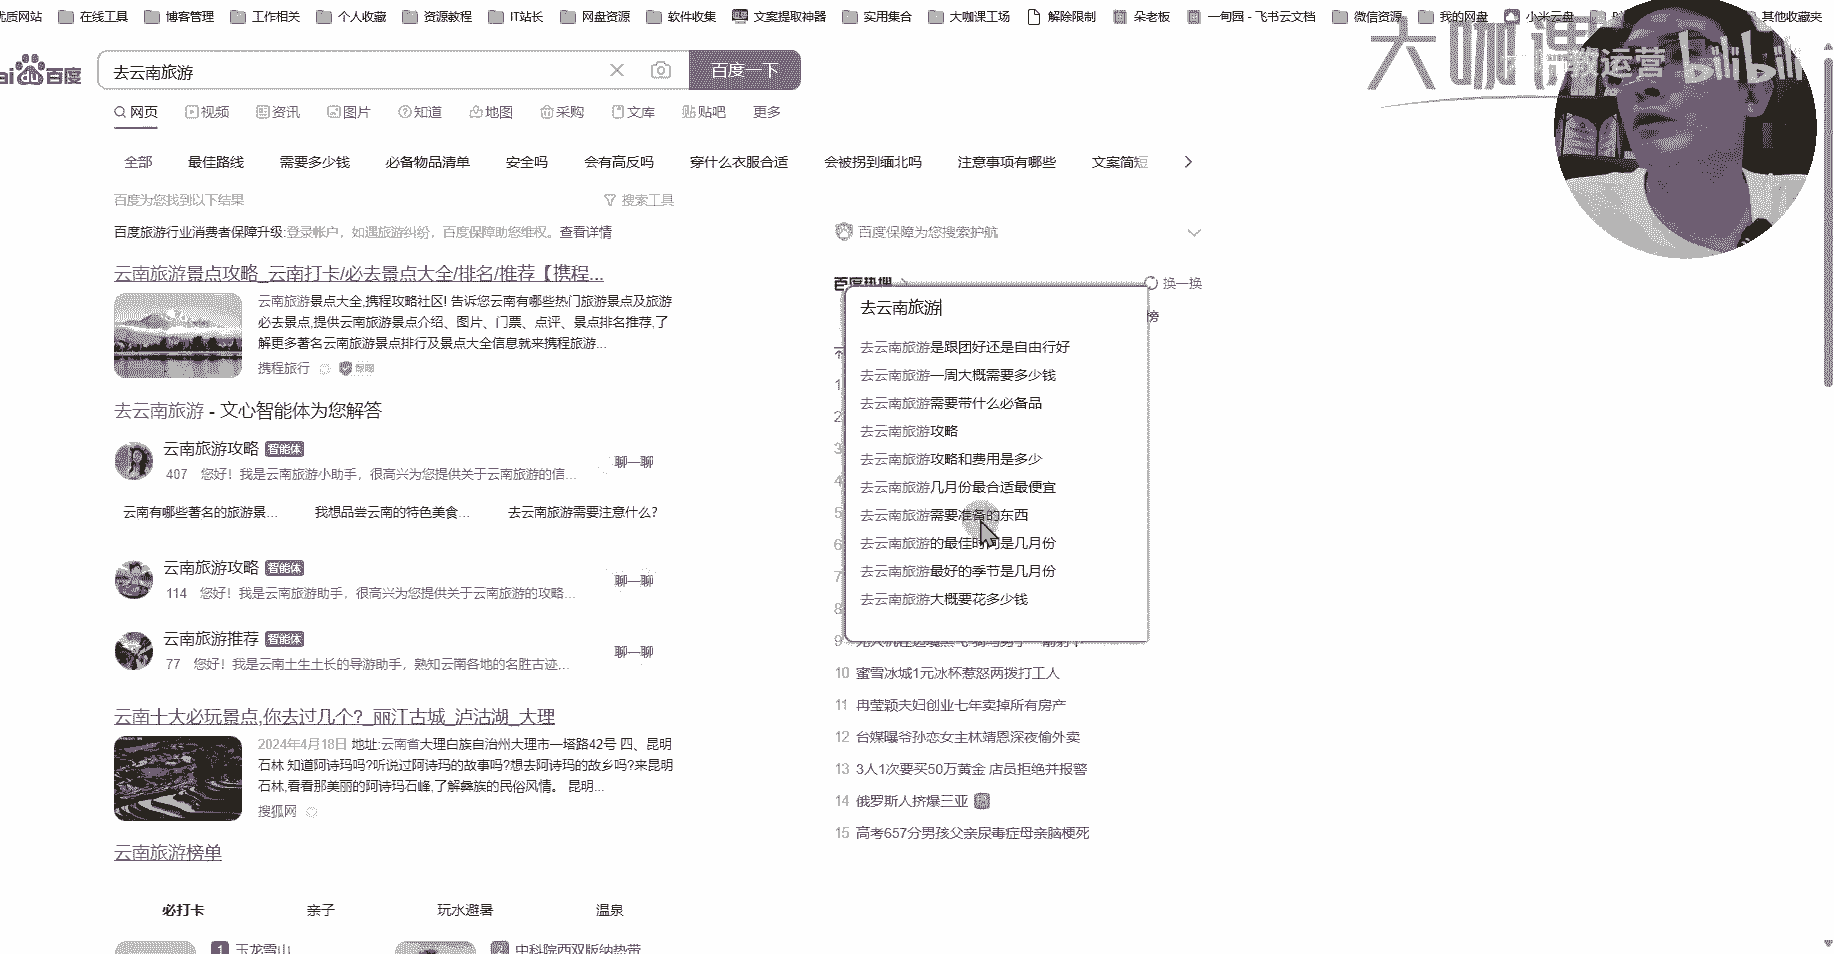 优质网站 在线工具 博客管理 工作相关 个人收藏 资源教程 IT站长 网盘资源 软件收集 文案提取神器 实用集合 大咖课工场 解除限制 朵老板 一甸园 - 飞书云文档 微信资源 我的网盘 小米云盘 其他收藏夹
大咖课
教运营 bilibili
百度 去云南旅游 百度一下
网页 视频 资讯 图片 知道 地图 采购 文库 贴吧 更多
全部 最佳路线 需要多少钱 必备物品清单 安全吗 会有高反吗 穿什么衣服合适 会被拐到缅北吗 注意事项有哪些 文案简短
百度为您找到以下结果 搜索工具
百度旅游行业消费者保障升级:登录帐户，如遇旅游纠纷，百度保障助您维权。查看详情
云南旅游景点攻略_云南打卡/必去景点大全/排名/推荐【携程...
云南旅游景点大全,携程攻略社区! 告诉您云南有哪些热门旅游景点及旅游
必去景点,提供云南旅游景点介绍、图片、门票、点评、景点排名推荐,了
解更多著名云南旅游景点排行及景点大全信息就来携程旅游...
携程旅行
去云南旅游 - 文心智能体为您解答
云南旅游攻略 智能体
407 您好！我是云南旅游小助手，很高兴为您提供关于云南旅游的信...
聊一聊
云南有哪些著名的旅游景... 我想品尝云南的特色美食... 去云南旅游需要注意什么?
云南旅游攻略 智能体
114 您好！我是云南旅游助手，很高兴为您提供关于云南旅游的攻略...
聊一聊
云南旅游推荐 智能体
77 您好！我是云南土生土长的导游助手，熟知云南各地的名胜古迹...
聊一聊
云南十大必玩景点,你去过几个?_丽江古城_泸沽湖_大理
2024年4月18日 地址:云南省大理白族自治州大理市一塔路42号 四、昆明
石林 知道阿诗玛吗?听说过阿诗玛的故事吗?想去阿诗玛的故乡吗?来昆明
石林,看看那美丽的阿诗玛石峰,了解彝族的民俗风情。 昆明...
搜狐网
云南旅游榜单
必打卡 亲子 玩水避暑 温泉
1 玉龙雪山 中科院西双版纳热带
百度保障为您搜索护航
百度热搜 换一换
榜
去云南旅游
去云南旅游是跟团好还是自由行好
去云南旅游一周大概需要多少钱
去云南旅游需要带什么必备品
去云南旅游攻略
去云南旅游攻略和费用是多少
去云南旅游几月份最合适最便宜
去云南旅游需要准备的东西
去云南旅游的最佳时间是几月份
去云南旅游最好的季节是几月份
去云南旅游大概要花多少钱
1
2
3
4
5
6
7
8
9
10 蜜雪冰城1元冰杯惹怒两拨打工人
11 冉莹颖夫妇创业七年卖掉所有房产
12 台媒曝爷孙恋女主林靖恩深夜偷外卖
13 3人1次要买50万黄金 店员拒绝并报警
14 俄罗斯人挤爆三亚
15 高考657分男孩父亲尿毒症母亲脑梗死